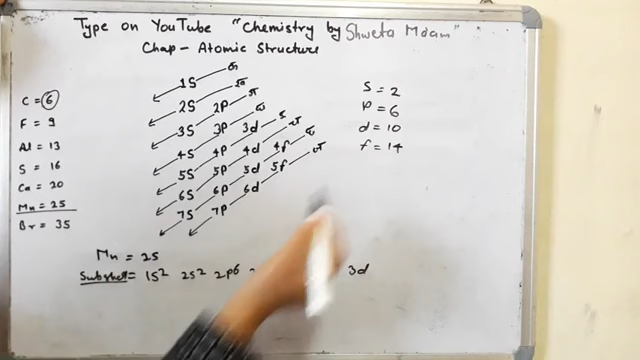 Type on YouTube "Chemistry by Shweta Mdam"
Chap - Atomic Structure
1S
2S 2P
3S 3P 3d
4S 4P 4d 4f
5S 5P 5d 5f
6S 6P 6d
7S 7P
C = 6
F = 9
Al = 13
S = 16
Ca = 20
Mn = 25
Br = 35
S = 2
P = 6
d = 10
f = 14
Mn = 25
Subshell = 1S² 2S² 2P⁶ 3d